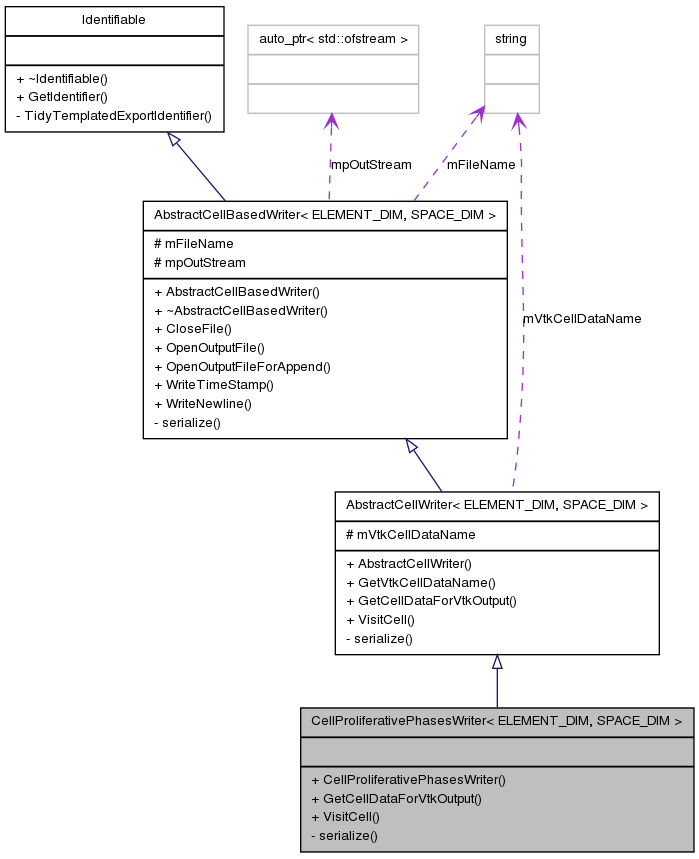 Identifiable
+ ~Identifiable()
+ GetIdentifier()
- TidyTemplatedExportIdentifier()
auto_ptr< std::ofstream >
string
mpOutStream
mFileName
AbstractCellBasedWriter< ELEMENT_DIM, SPACE_DIM >
# mFileName
# mpOutStream
+ AbstractCellBasedWriter()
+ ~AbstractCellBasedWriter()
+ CloseFile()
+ OpenOutputFile()
+ OpenOutputFileForAppend()
+ WriteTimeStamp()
+ WriteNewline()
- serialize()
mVtkCellDataName
AbstractCellWriter< ELEMENT_DIM, SPACE_DIM >
# mVtkCellDataName
+ AbstractCellWriter()
+ GetVtkCellDataName()
+ GetCellDataForVtkOutput()
+ VisitCell()
- serialize()
CellProliferativePhasesWriter< ELEMENT_DIM, SPACE_DIM >
+ CellProliferativePhasesWriter()
+ GetCellDataForVtkOutput()
+ VisitCell()
- serialize()